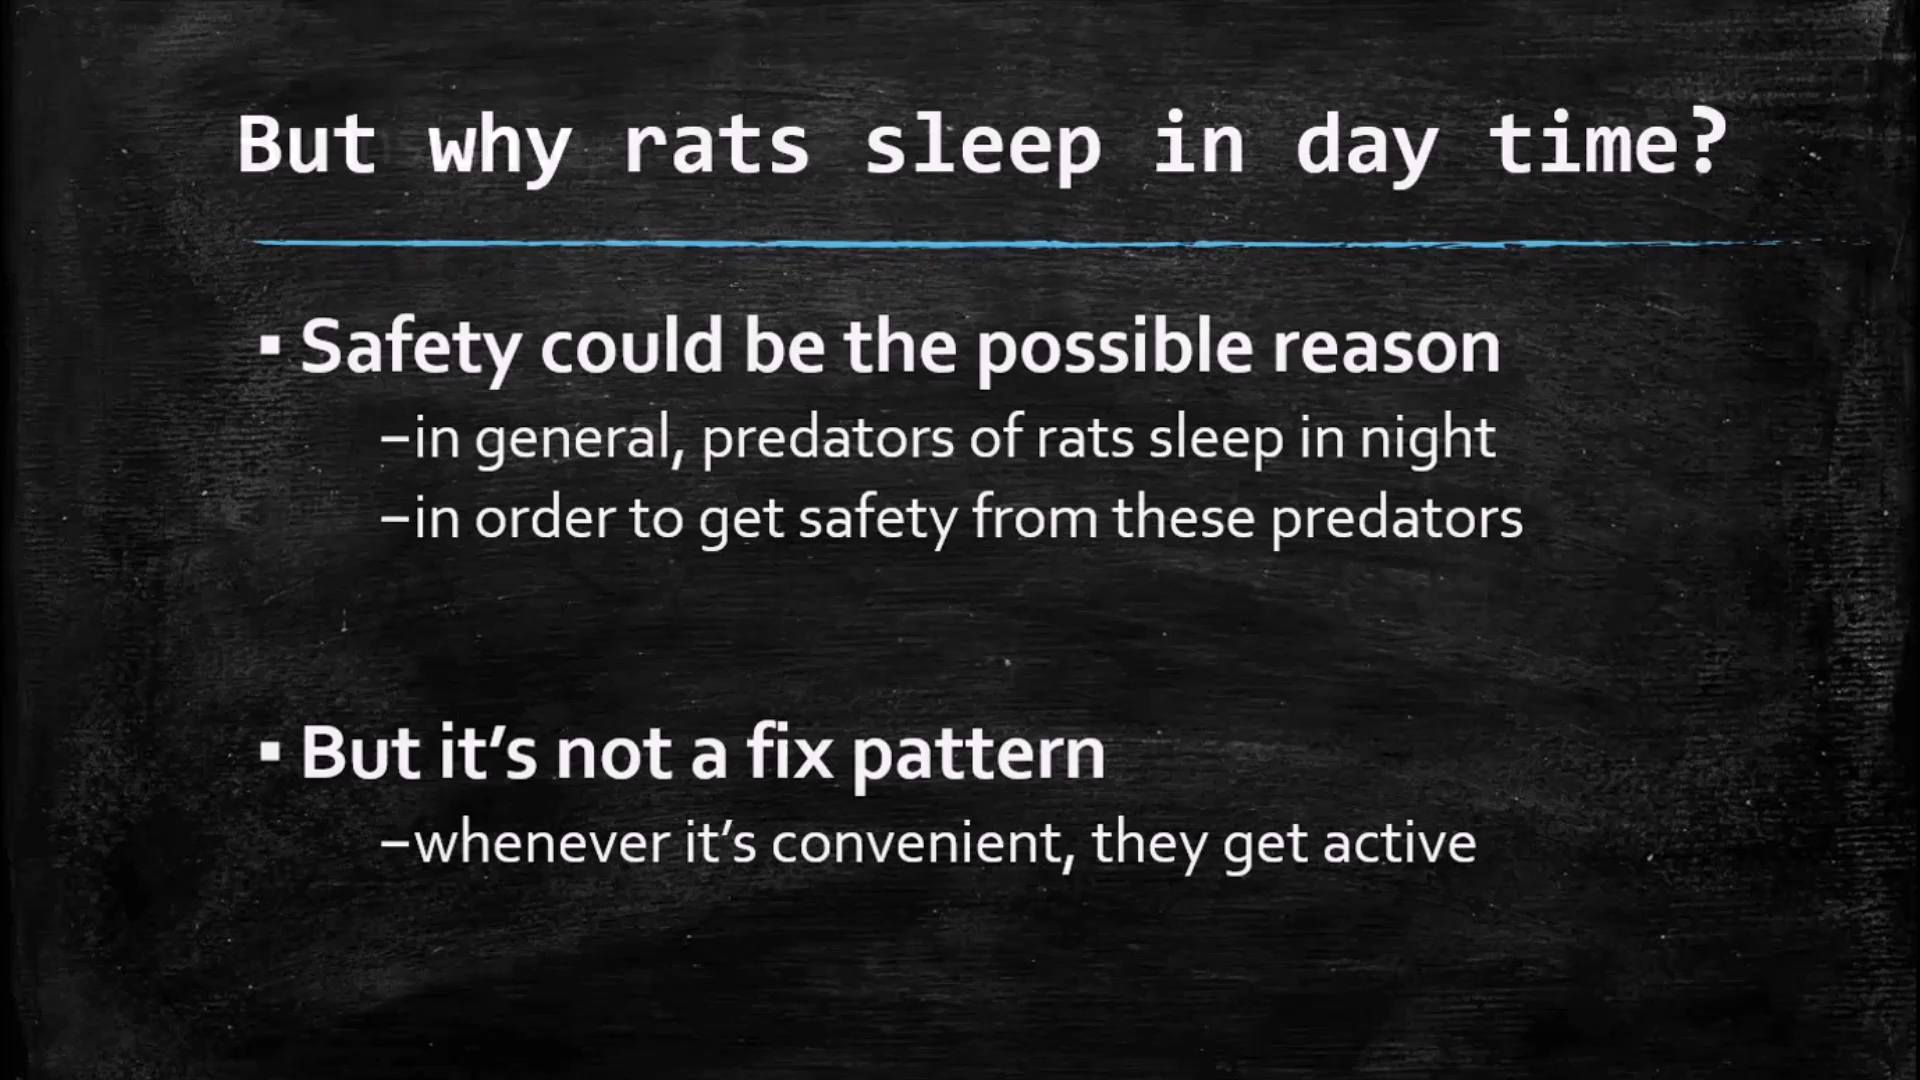 But why rats sleep in day time?
▪ Safety could be the possible reason
–in general, predators of rats sleep in night
–in order to get safety from these predators
▪ But it’s not a fix pattern
–whenever it’s convenient, they get active